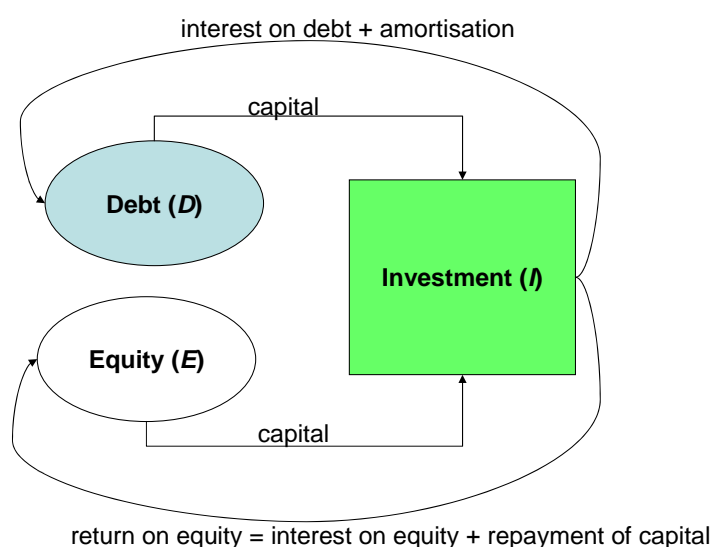 interest on debt + amortisation
capital
Debt (D)
Investment (I)
Equity (E)
capital
return on equity = interest on equity + repayment of capital